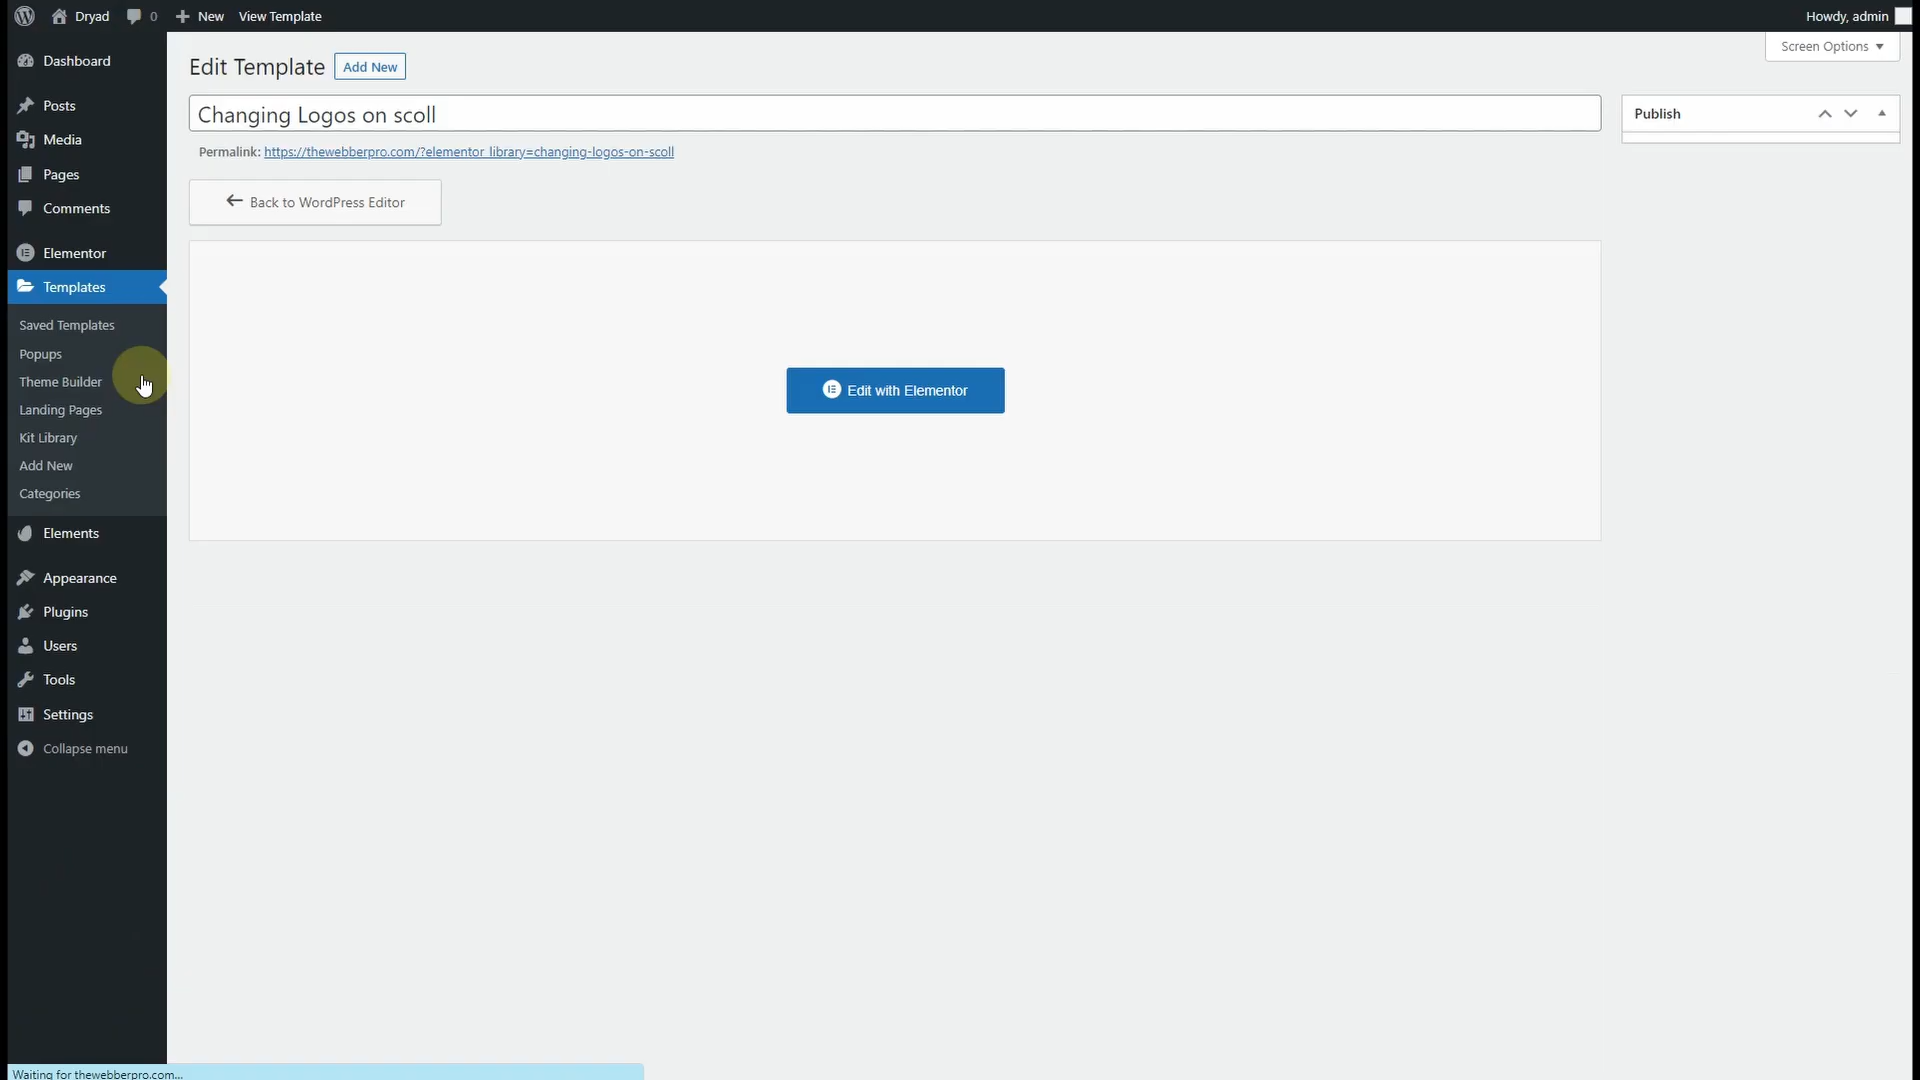 Dryad
0
New
View Template
Howdy, admin
Screen Options
Dashboard
Posts
Media
Pages
Comments
Elementor
Templates
Saved Templates
Popups
Theme Builder
Landing Pages
Kit Library
Add New
Categories
Elements
Appearance
Plugins
Users
Tools
Settings
Collapse menu
Edit Template
Add New
Changing Logos on scoll
Permalink: https://thewebberpro.com/?elementor_library=changing-logos-on-scoll
Back to WordPress Editor
Edit with Elementor
Publish
Waiting for thewebberpro.com...